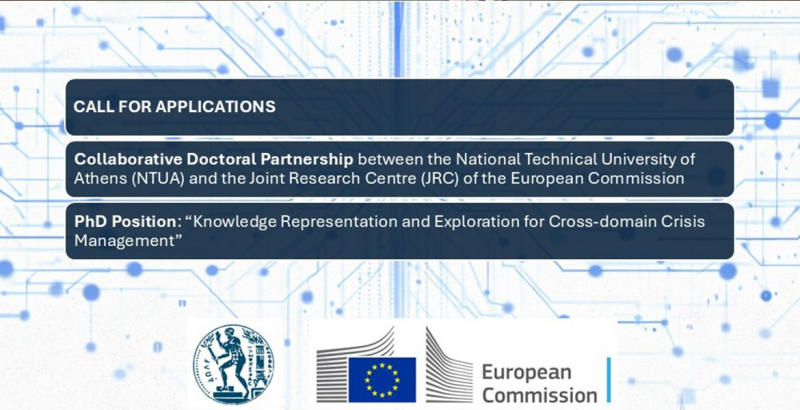 CALL FOR APPLICATIONS
Collaborative Doctoral Partnership between the National Technical University of
Athens (NTUA) and the Joint Research Centre (JRC) of the European Commission
PhD Position: “Knowledge Representation and Exploration for Cross-domain Crisis
Management”
European
Commission